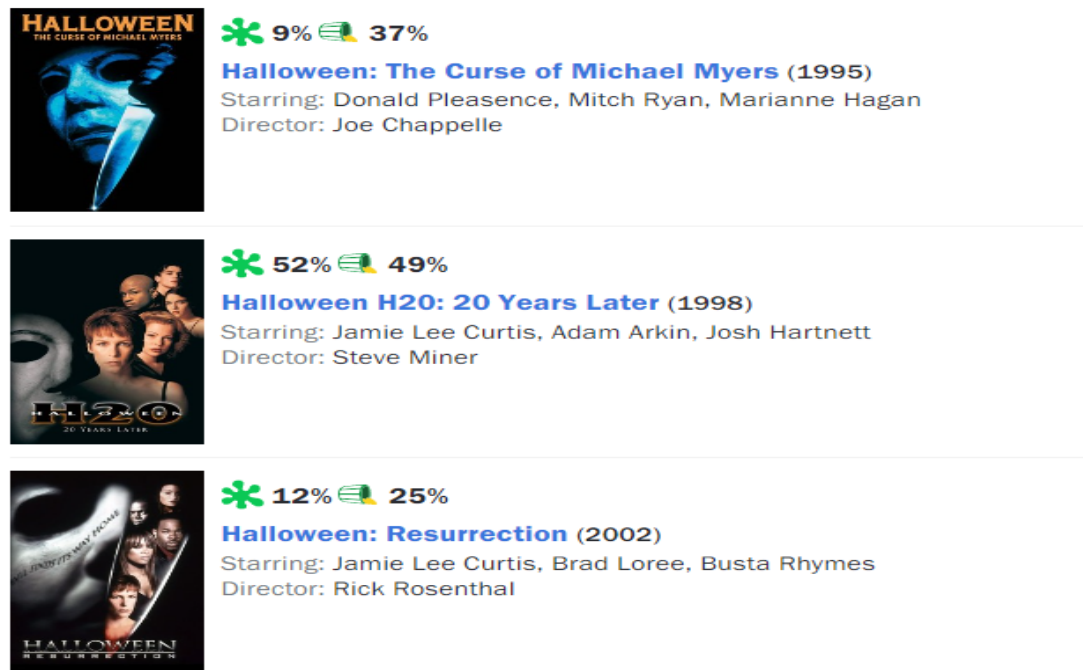 HALLOWEEN
THE CURSE OF MICHAEL MYERS
9% 37%
Halloween: The Curse of Michael Myers (1995)
Starring: Donald Pleasence, Mitch Ryan, Marianne Hagan
Director: Joe Chappelle
H20
HALLOWEEN
20 YEARS LATER
52% 49%
Halloween H20: 20 Years Later (1998)
Starring: Jamie Lee Curtis, Adam Arkin, Josh Hartnett
Director: Steve Miner
WAY HOME
HALLOWEEN
RESURRECTION
12% 25%
Halloween: Resurrection (2002)
Starring: Jamie Lee Curtis, Brad Loree, Busta Rhymes
Director: Rick Rosenthal